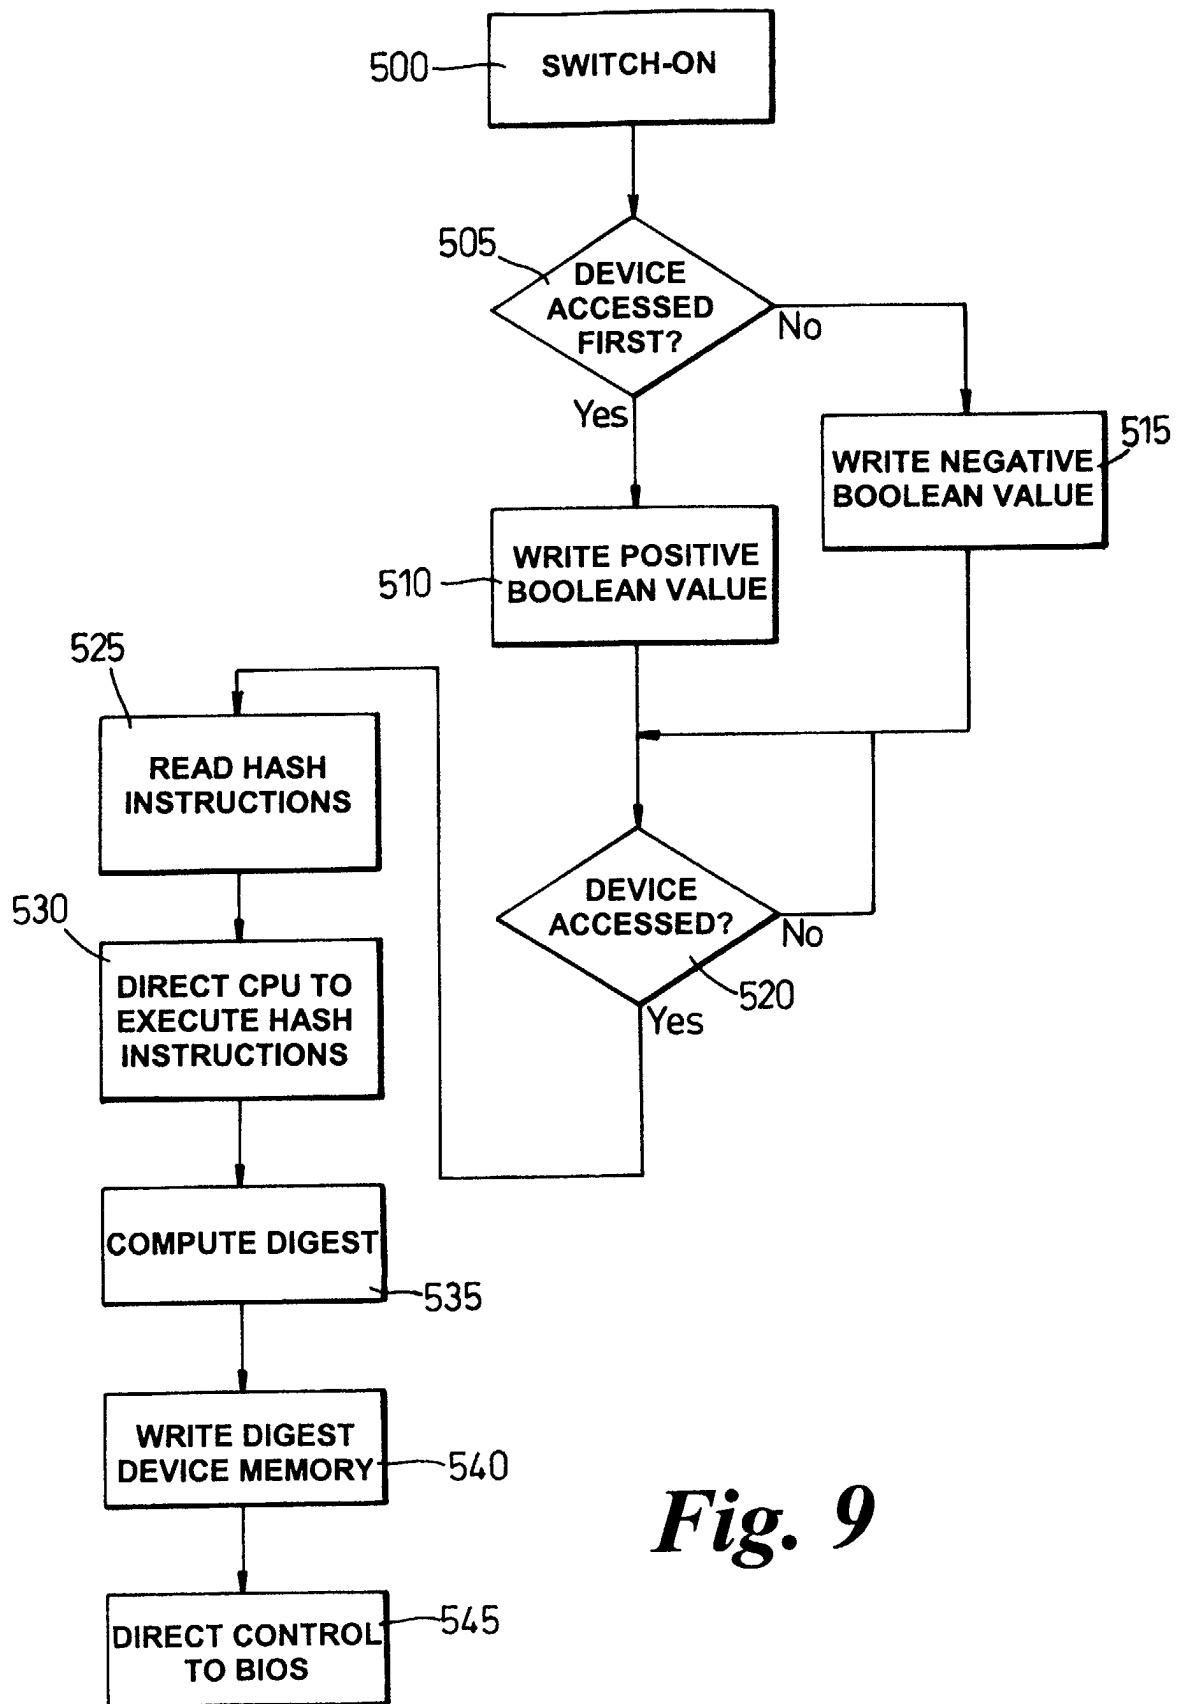 500
SWITCH-ON
505
DEVICE
ACCESSED
FIRST?
No
Yes
515
WRITE NEGATIVE
BOOLEAN VALUE
510
WRITE POSITIVE
BOOLEAN VALUE
520
DEVICE
ACCESSED?
No
Yes
525
READ HASH
INSTRUCTIONS
530
DIRECT CPU TO
EXECUTE HASH
INSTRUCTIONS
COMPUTE DIGEST
535
WRITE DIGEST
DEVICE MEMORY
540
DIRECT CONTROL
TO BIOS
545
Fig. 9